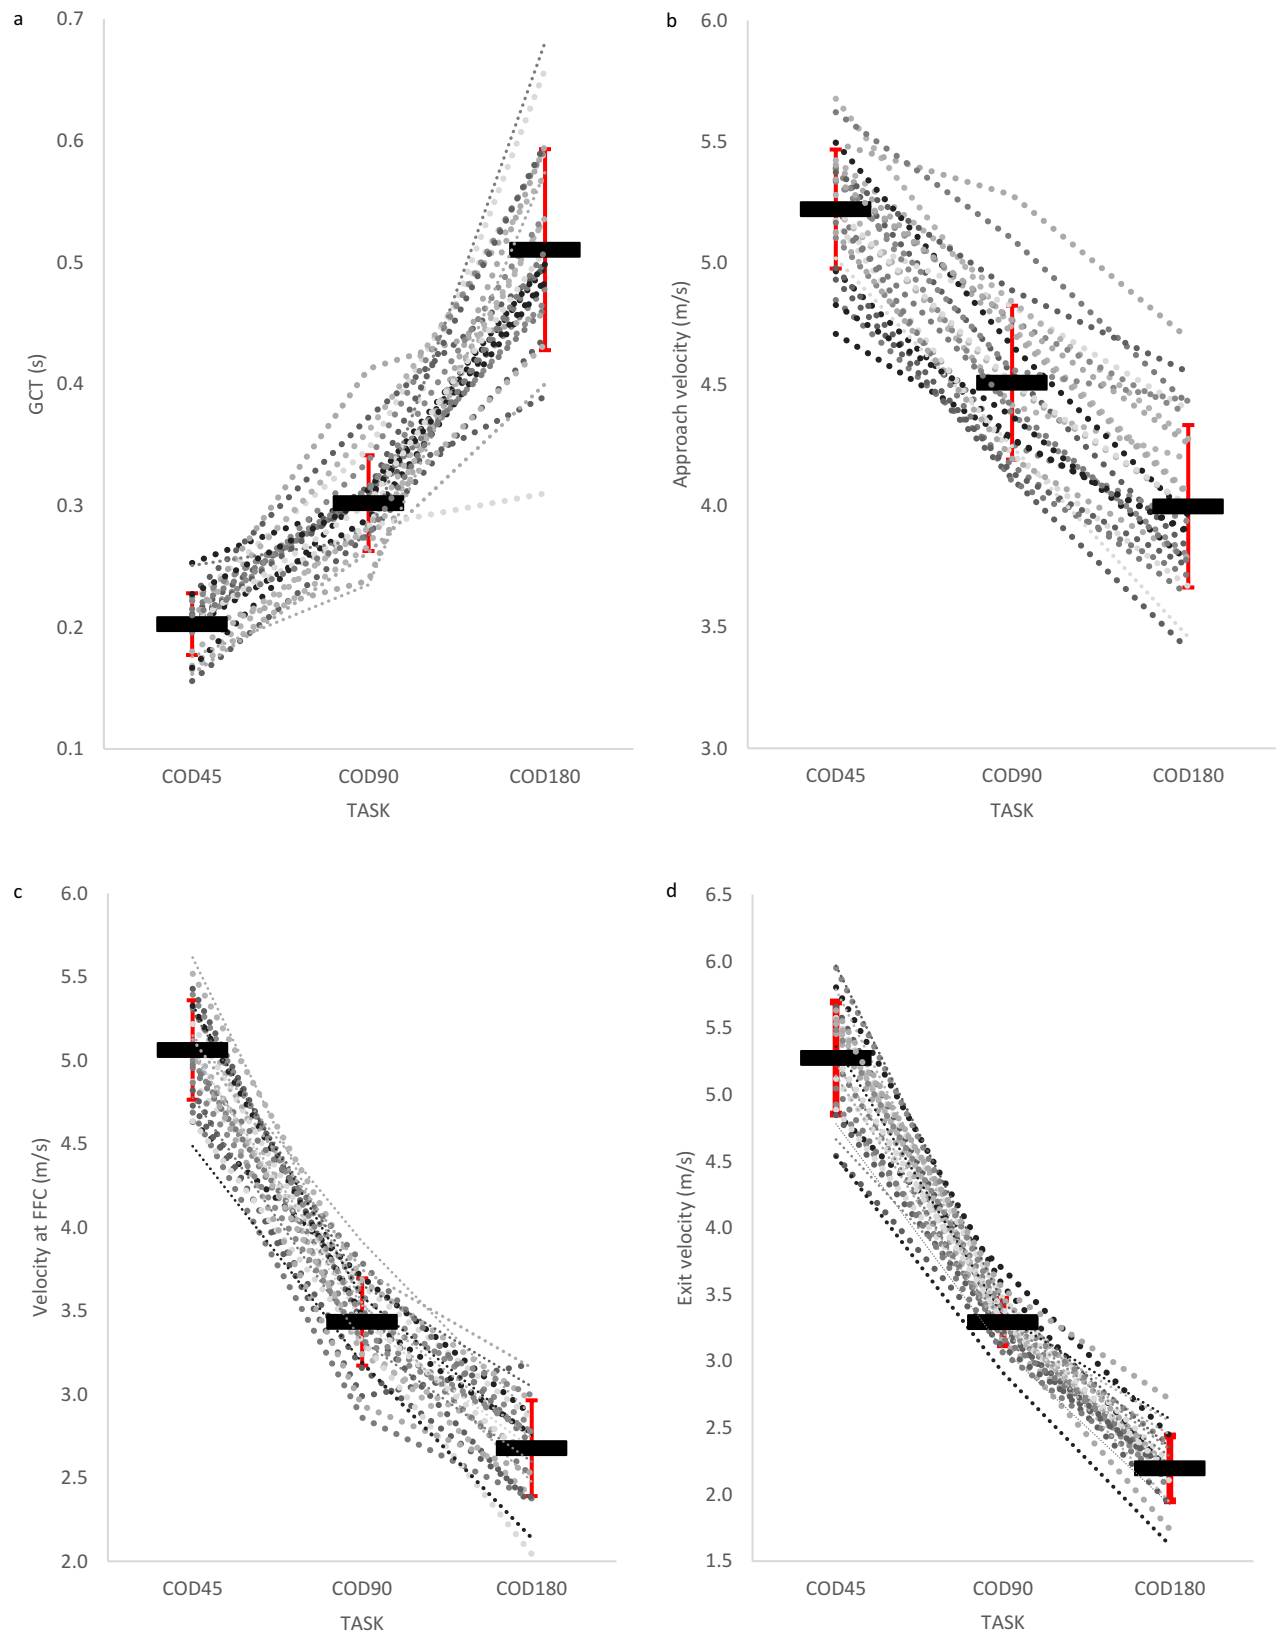 a
0.7
0.6
0.5
0.4
0.3
0.2
0.1
GCT (s)
COD45 COD90 COD180
TASK
b
6.0
5.5
5.0
4.5
4.0
3.5
3.0
Approach velocity (m/s)
COD45 COD90 COD180
TASK
c
6.0
5.5
5.0
4.5
4.0
3.5
3.0
2.5
2.0
Velocity at FFC (m/s)
COD45 COD90 COD180
TASK
d
6.5
6.0
5.5
5.0
4.5
4.0
3.5
3.0
2.5
2.0
1.5
Exit velocity (m/s)
COD45 COD90 COD180
TASK